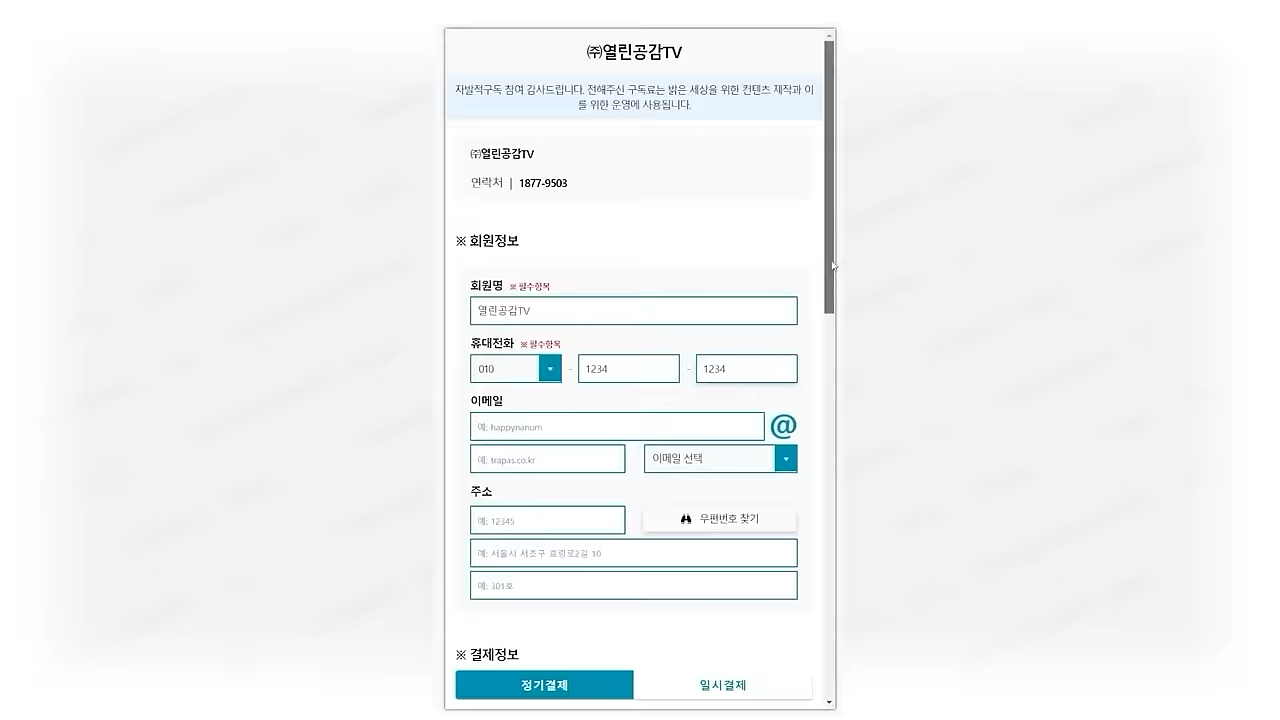 ㈜열린공감TV
자발적구독 참여 감사드립니다. 전해주신 구독료는 밝은 세상을 위한 컨텐츠 제작과 이
를 위한 운영에 사용됩니다.
㈜열린공감TV
연락처 | 1877-9503
※ 회원정보
회원명 ※ 필수항목
열린공감TV
휴대전화 ※ 필수항목
010 - 1234 - 1234
이메일
예: happynanum @
예: trapas.co.kr 이메일 선택
주소
예: 12345 우편번호 찾기
예: 서울시 서초구 효령로2길 10
예: 301호
※ 결제정보
정기결제 일시결제